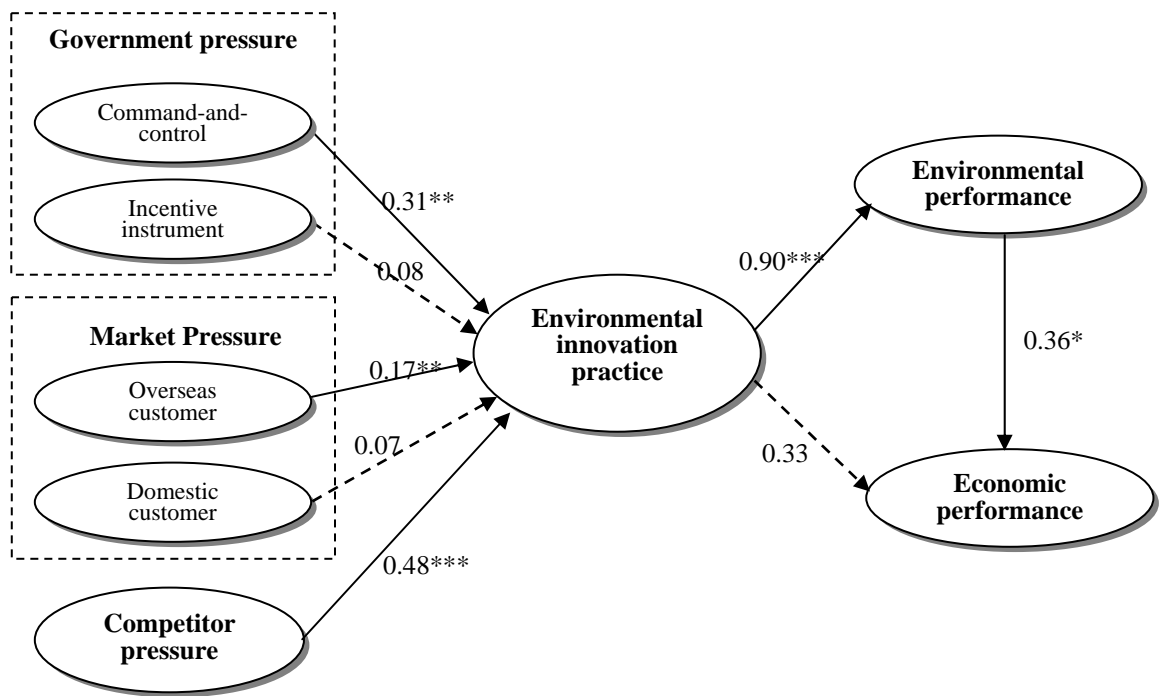 Government pressure
Command-and-
control
0.31**
Incentive
instrument
0.08
Market Pressure
Overseas
customer
0.17**
Domestic
customer
0.07
Competitor
pressure
0.48***
Environmental
innovation
practice
0.90***
0.33
Environmental
performance
0.36*
Economic
performance